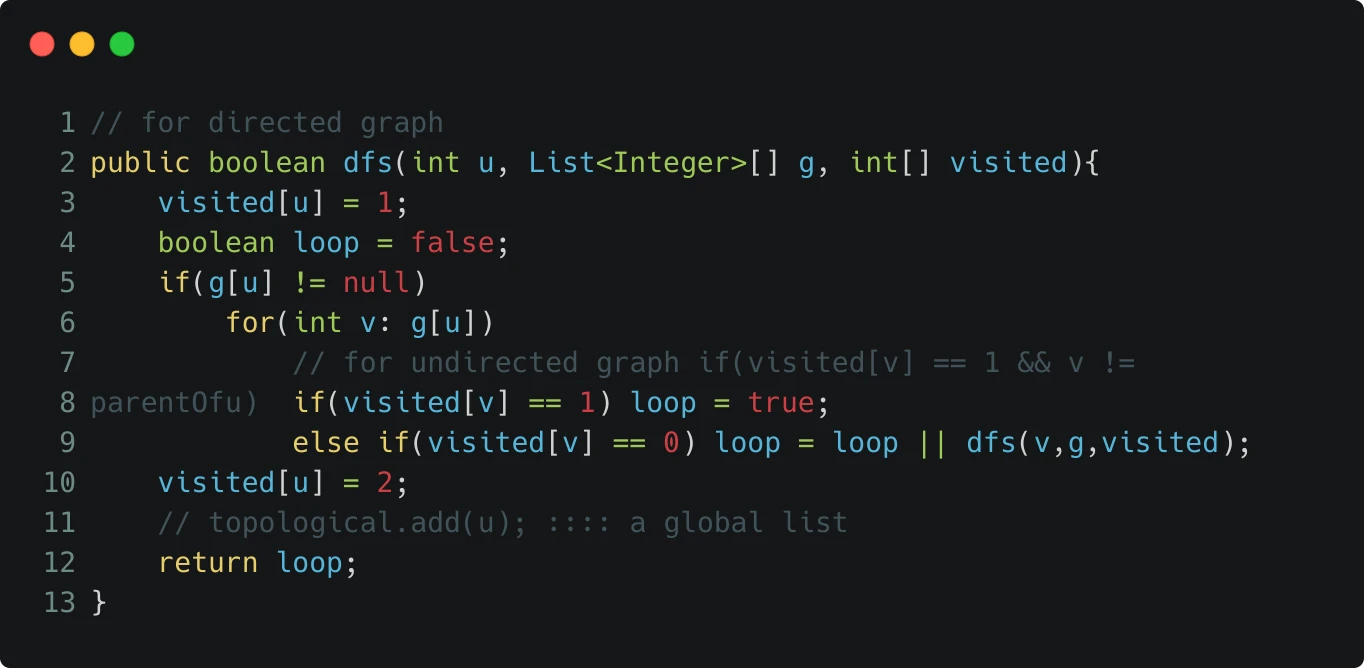 1 // for directed graph
2 public boolean dfs(int u, List<Integer>[] g, int[] visited){
3     visited[u] = 1;
4     boolean loop = false;
5     if(g[u] != null)
6         for(int v: g[u])
7             // for undirected graph if(visited[v] == 1 && v !=
8 parentOfu)  if(visited[v] == 1) loop = true;
9             else if(visited[v] == 0) loop = loop || dfs(v,g,visited);
10     visited[u] = 2;
11     // topological.add(u); :::: a global list
12     return loop;
13 }